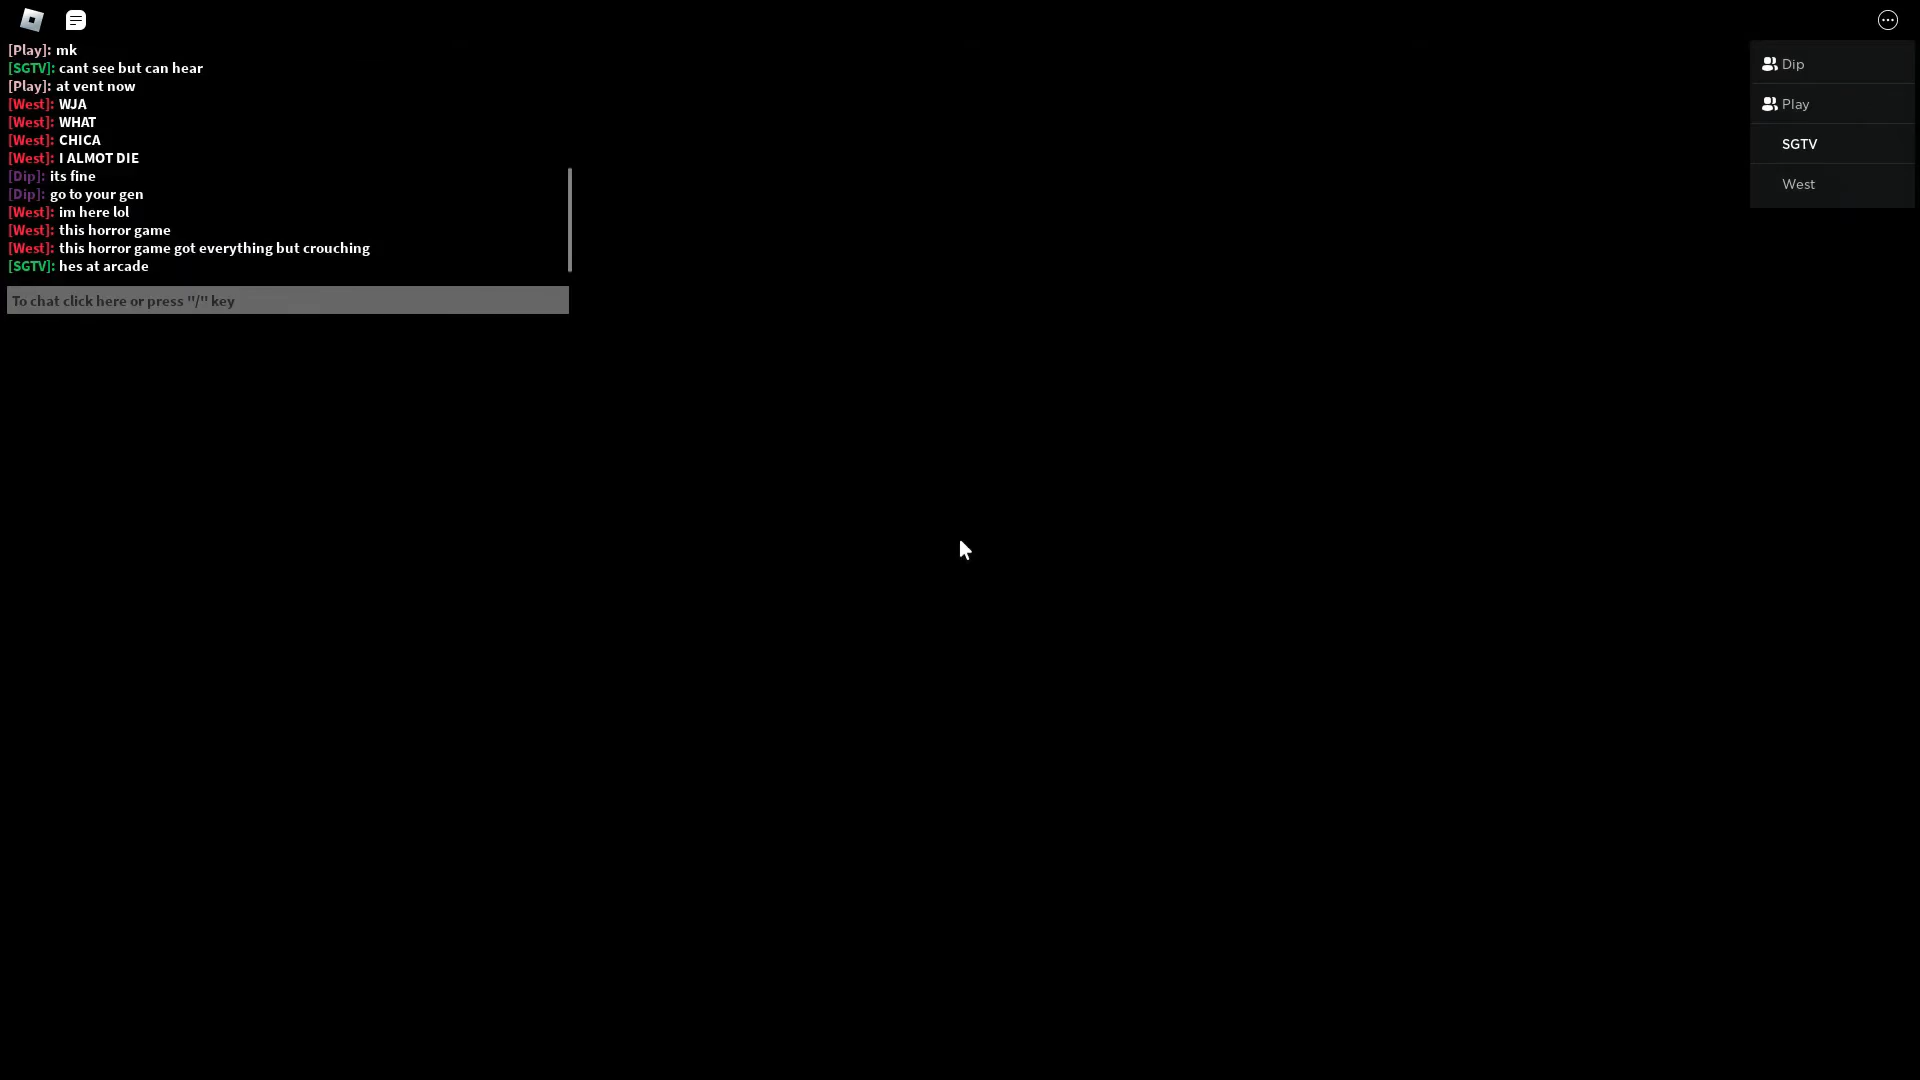 [Play]: mk
[SGTV]: cant see but can hear
[Play]: at vent now
[West]: WJA
[West]: WHAT
[West]: CHICA
[West]: I ALMOT DIE
[Dip]: its fine
[Dip]: go to your gen
[West]: im here lol
[West]: this horror game
[West]: this horror game got everything but crouching
[SGTV]: hes at arcade
To chat click here or press "/" key
Dip
Play
SGTV
West